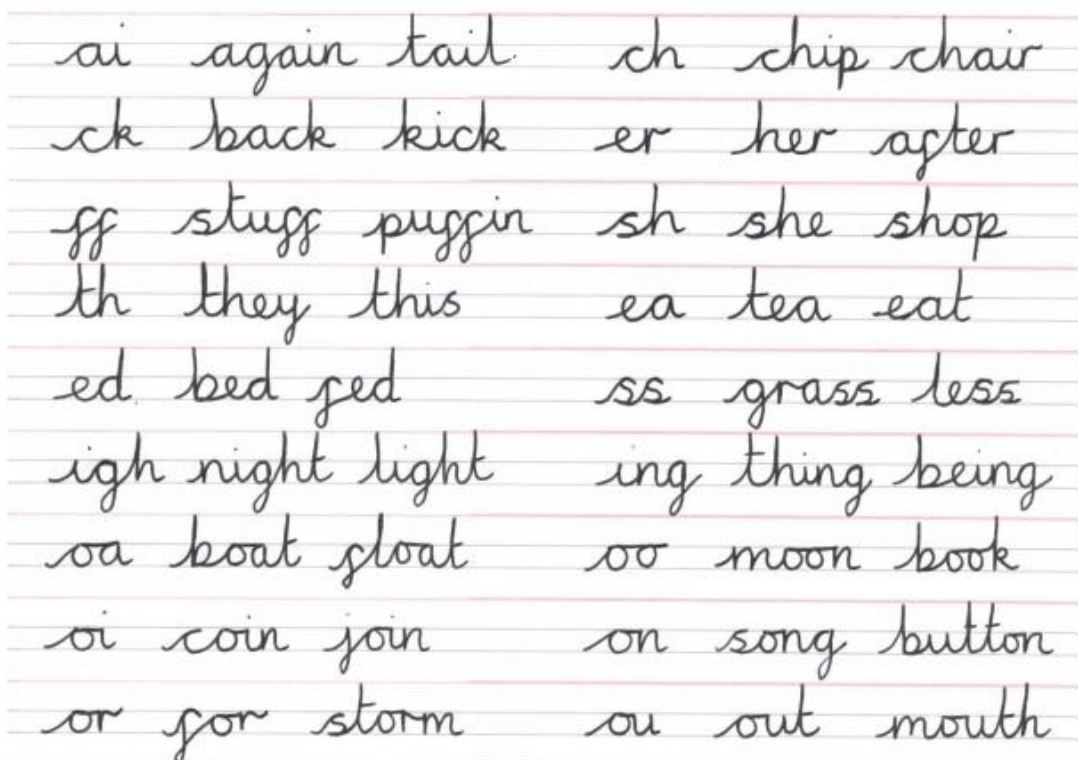 ai again tail ch chip chair
ck back kick er her after
ff stuff puffin sh she shop
th they this ea tea eat
ed bed fed ss grass less
igh night light ing thing being
oa boat float oo moon book
oi coin join on song button
or for storm ou out mouth